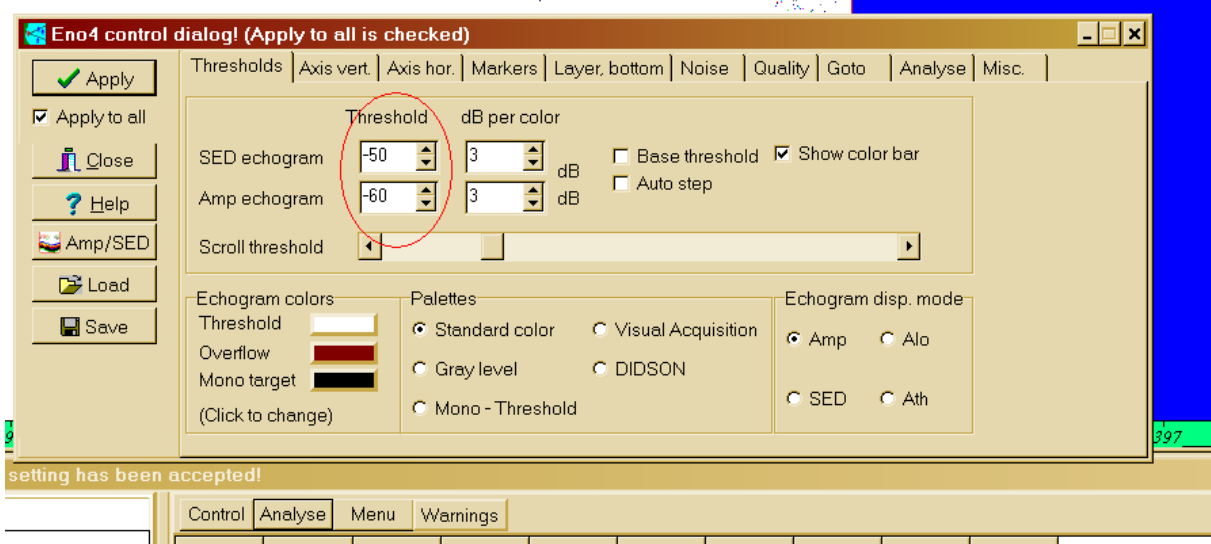 Eno4 control dialog! (Apply to all is checked)
Apply
Apply to all
Close
Help
Amp/SED
Load
Save
Thresholds Axis vert. Axis hor. Markers Layer, bottom Noise Quality Goto Analyse Misc.
Threshold dB per color
SED echogram -50 3 dB Base threshold Show color bar
Amp echogram -60 3 dB Auto step
Scroll threshold
Echogram colors
Threshold
Overflow
Mono target
(Click to change)
Palettes
Standard color Visual Acquisition
Gray level DIDSON
Mono - Threshold
Echogram disp. mode
Amp Alo
SED Ath
397
setting has been accepted!
Control Analyse Menu Warnings